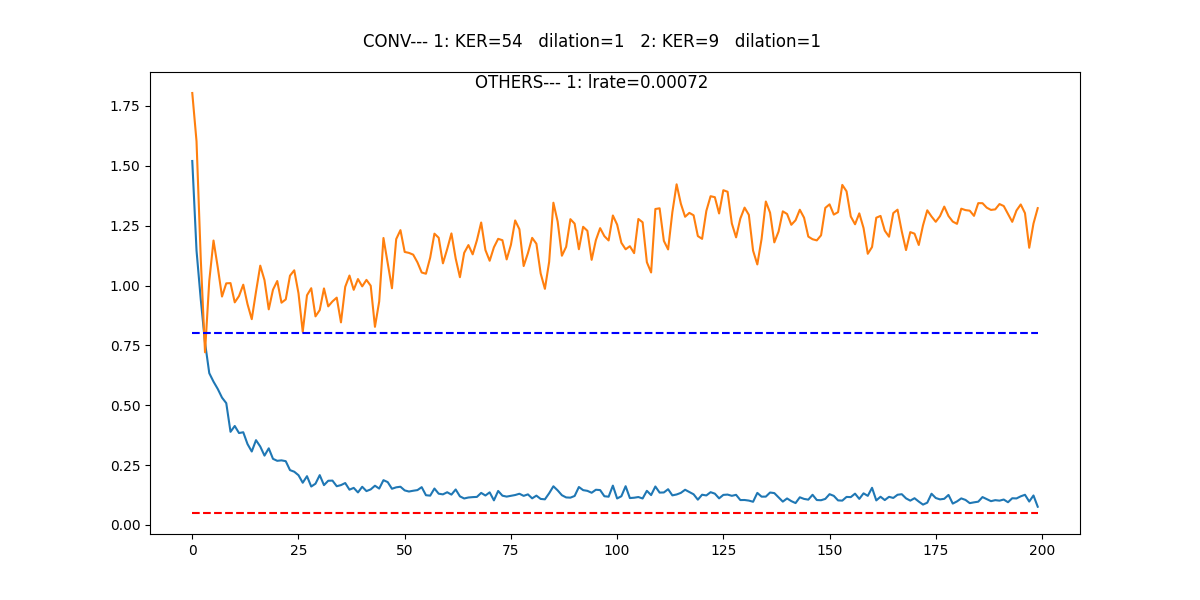 CONV--- 1: KER=54 dilation=1 2: KER=9 dilation=1
OTHERS--- 1: lrate=0.00072
1.75
1.50
1.25
1.00
0.75
0.50
0.25
0.00
0 25 50 75 100 125 150 175 200